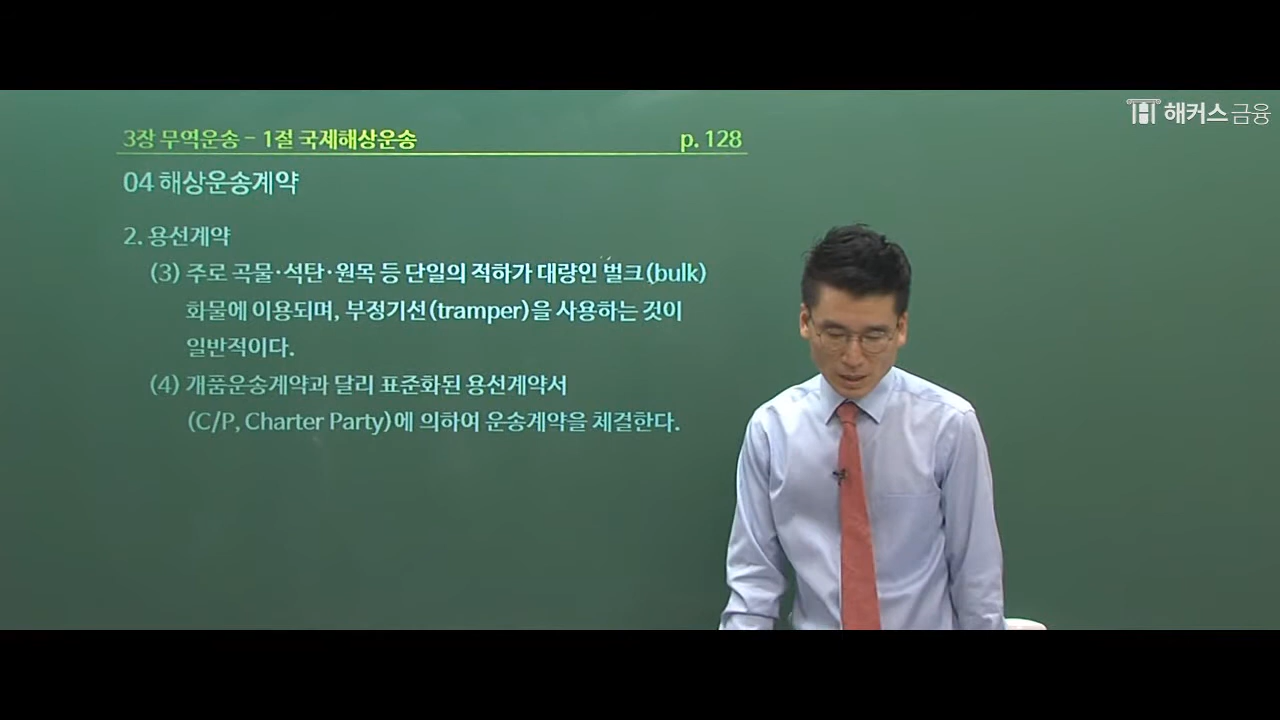 해커스금융
3장 무역운송 - 1절 국제해상운송 p. 128
04 해상운송계약
2. 용선계약
(3) 주로 곡물·석탄·원목 등 단일의 적하가 대량인 벌크(bulk)
화물에 이용되며, 부정기선(tramper)을 사용하는 것이
일반적이다.
(4) 개품운송계약과 달리 표준화된 용선계약서
(C/P, Charter Party)에 의하여 운송계약을 체결한다.